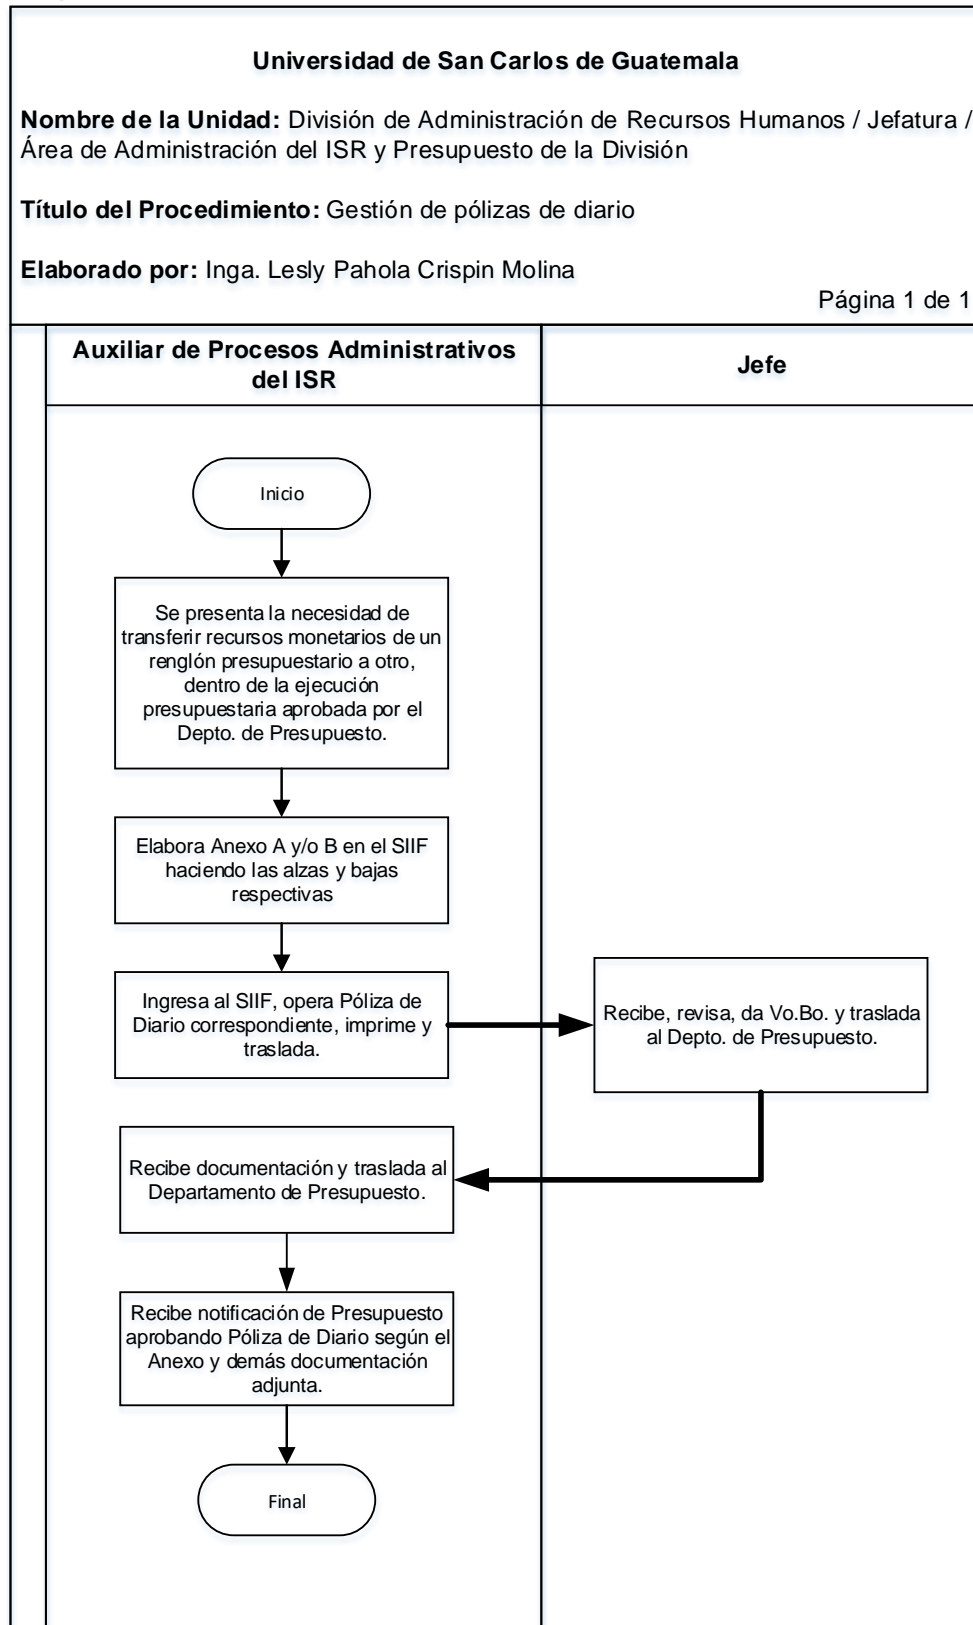 Universidad de San Carlos de Guatemala
Nombre de la Unidad: División de Administración de Recursos Humanos / Jefatura /
Área de Administración del ISR y Presupuesto de la División
Título del Procedimiento: Gestión de pólizas de diario
Elaborado por: Inga. Lesly Pahola Crispin Molina
Página 1 de 1
Auxiliar de Procesos Administrativos
del ISR
Jefe
Inicio
Se presenta la necesidad de
transferir recursos monetarios de un
renglón presupuestario a otro,
dentro de la ejecución
presupuestaria aprobada por el
Depto. de Presupuesto.
Elabora Anexo A y/o B en el SIIF
haciendo las alzas y bajas
respectivas
Ingresa al SIIF, opera Póliza de
Diario correspondiente, imprime y
traslada.
Recibe, revisa, da Vo.Bo. y traslada
al Depto. de Presupuesto.
Recibe documentación y traslada al
Departamento de Presupuesto.
Recibe notificación de Presupuesto
aprobando Póliza de Diario según el
Anexo y demás documentación
adjunta.
Final